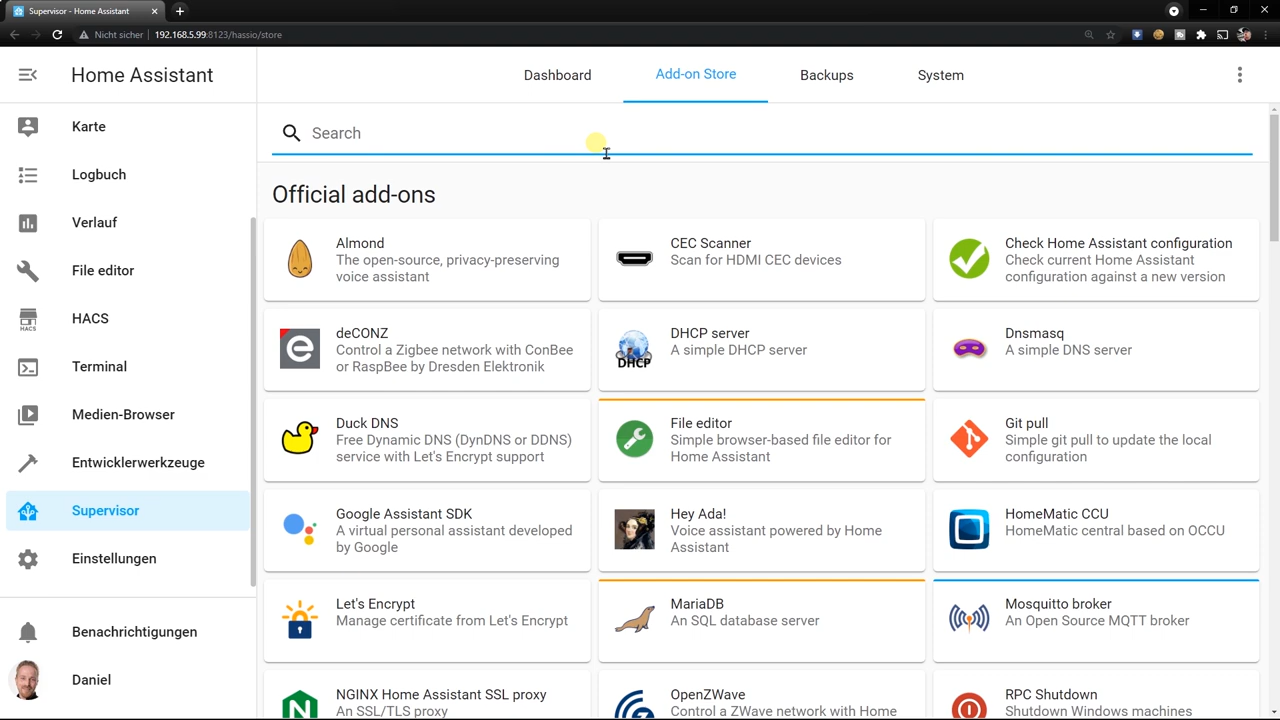 Supervisor - Home Assistant
Nicht sicher
192.168.5.99:8123/hassio/store
Home Assistant
Dashboard
Add-on Store
Backups
System
Karte
Logbuch
Verlauf
File editor
HACS
HACS
Terminal
Medien-Browser
Entwicklerwerkzeuge
Supervisor
Einstellungen
Benachrichtigungen
Daniel
Search
Official add-ons
Almond
The open-source, privacy-preserving
voice assistant
CEC Scanner
Scan for HDMI CEC devices
Check Home Assistant configuration
Check current Home Assistant
configuration against a new version
deCONZ
Control a Zigbee network with ConBee
or RaspBee by Dresden Elektronik
DHCP
DHCP server
A simple DHCP server
Dnsmasq
A simple DNS server
Duck DNS
Free Dynamic DNS (DynDNS or DDNS)
service with Let's Encrypt support
File editor
Simple browser-based file editor for
Home Assistant
Git pull
Simple git pull to update the local
configuration
Google Assistant SDK
A virtual personal assistant developed
by Google
Hey Ada!
Voice assistant powered by Home
Assistant
HomeMatic CCU
HomeMatic central based on OCCU
Let's Encrypt
Manage certificate from Let's Encrypt
MariaDB
An SQL database server
Mosquitto broker
An Open Source MQTT broker
NGINX Home Assistant SSL proxy
An SSL/TLS proxy
OpenZWave
Control a ZWave network with Home
RPC Shutdown
Shutdown Windows machines